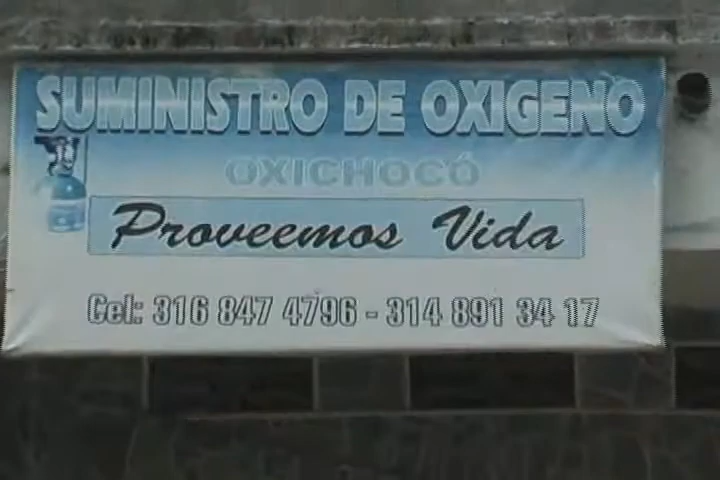 SUMINISTRO DE OXIGENO
OXICHOCÓ
Proveemos Vida
Cel: 316 847 4796 - 314 891 34 17